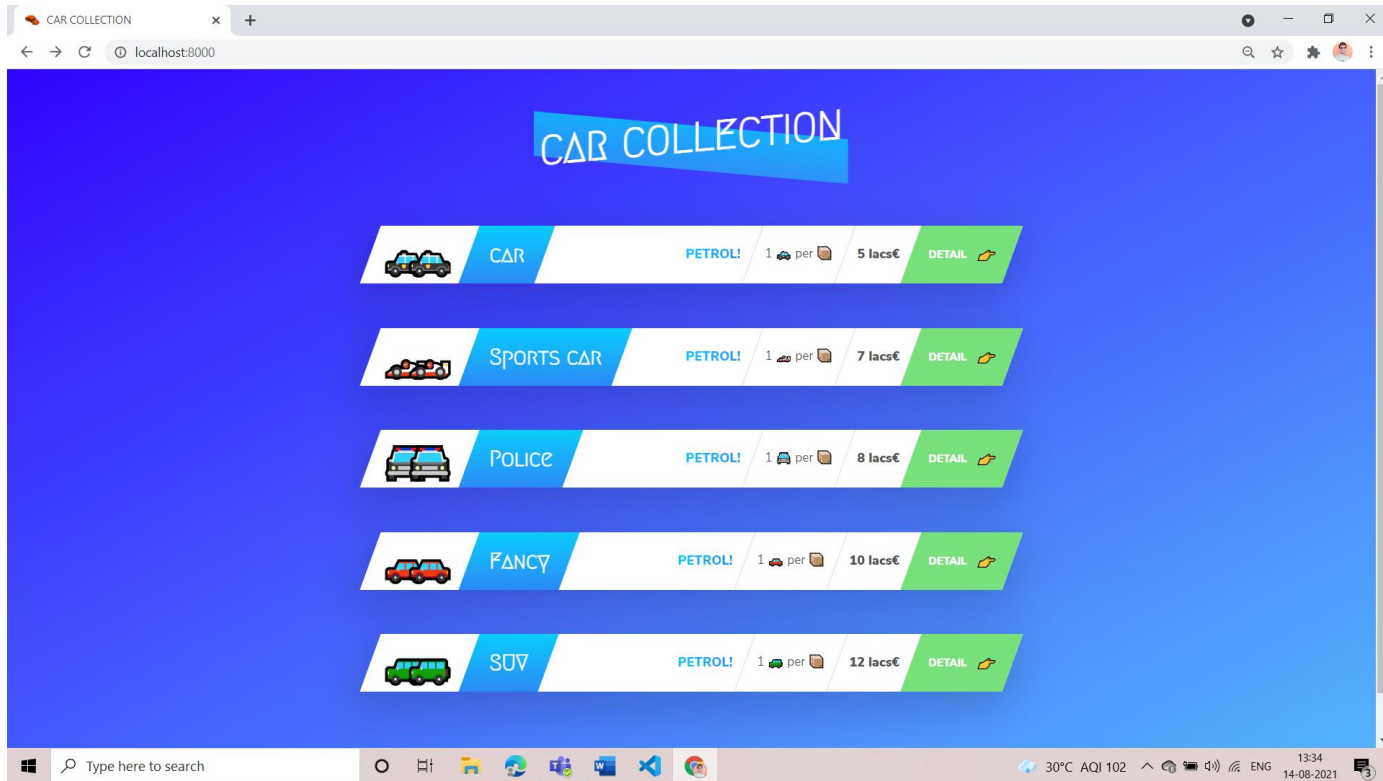 CAR COLLECTION
localhost:8000
CAR COLLECTION
CAR PETROL! 1 per 5 lacs€ DETAIL
SPORTS CAR PETROL! 1 per 7 lacs€ DETAIL
POLICE PETROL! 1 per 8 lacs€ DETAIL
FANCY PETROL! 1 per 10 lacs€ DETAIL
SUV PETROL! 1 per 12 lacs€ DETAIL
Type here to search 30°C AQI 102 ENG 13:34
14-08-2021 3